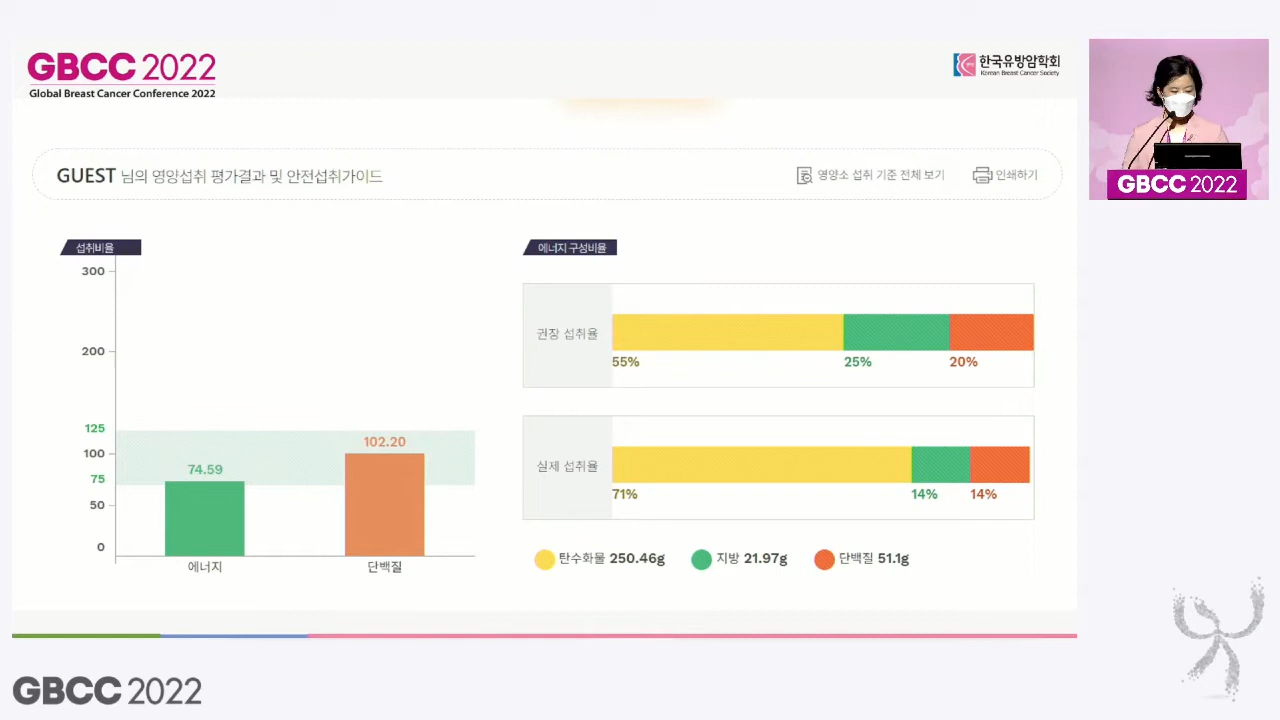 GBCC 2022
Global Breast Cancer Conference 2022
한국유방암학회
Korean Breast Cancer Society
GBCC 2022
GUEST 님의 영양섭취 평가결과 및 안전섭취가이드
영양소 섭취 기준 전체 보기
인쇄하기
섭취비율
300
200
125
100
75
50
0
74.59
102.20
에너지
단백질
에너지 구성비율
권장 섭취율
55%
25%
20%
실제 섭취율
71%
14%
14%
탄수화물 250.46g
지방 21.97g
단백질 51.1g
GBCC 2022